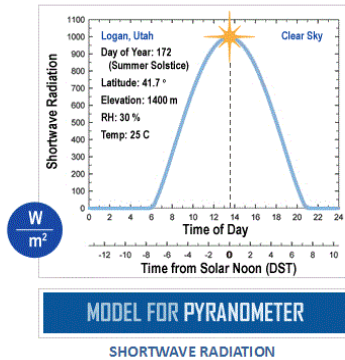 Logan, Utah
Clear Sky
Day of Year: 172
(Summer Solstice)
Latitude: 41.7 °
Elevation: 1400 m
RH: 30 %
Temp: 25 C
Shortwave Radiation
1100
1000
900
800
700
600
500
400
300
200
100
0
W
m²
0 2 4 6 8 10 12 14 16 18 20 22 24
Time of Day
-12 -10 -8 -6 -4 -2 0 2 4 6 8 10
Time from Solar Noon (DST)
MODEL FOR PYRANOMETER
SHORTWAVE RADIATION